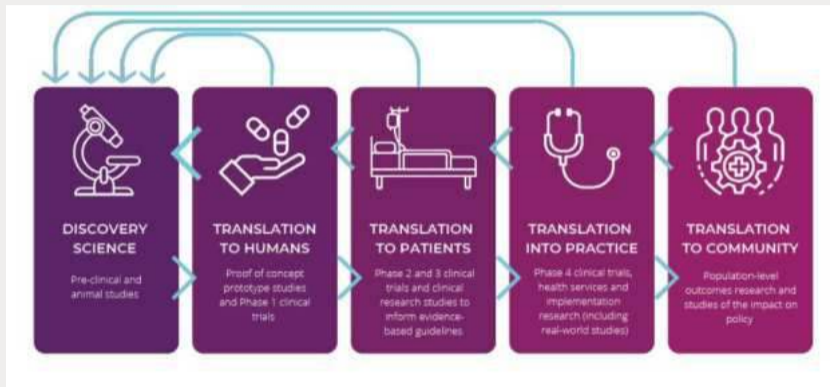 DISCOVERY
SCIENCE
Pre-clinical and
animal studies
TRANSLATION
TO HUMANS
Proof of concept
prototype studies
and Phase 1 clinical
trials
TRANSLATION
TO PATIENTS
Phase 2 and 3 clinical
trials and clinical
research studies to
inform evidence-
based guidelines
TRANSLATION
INTO PRACTICE
Phase 4 clinical trials,
health services and
implementation
research (including
real-world studies)
TRANSLATION
TO COMMUNITY
Population-level
outcomes research and
studies of the impact on
policy